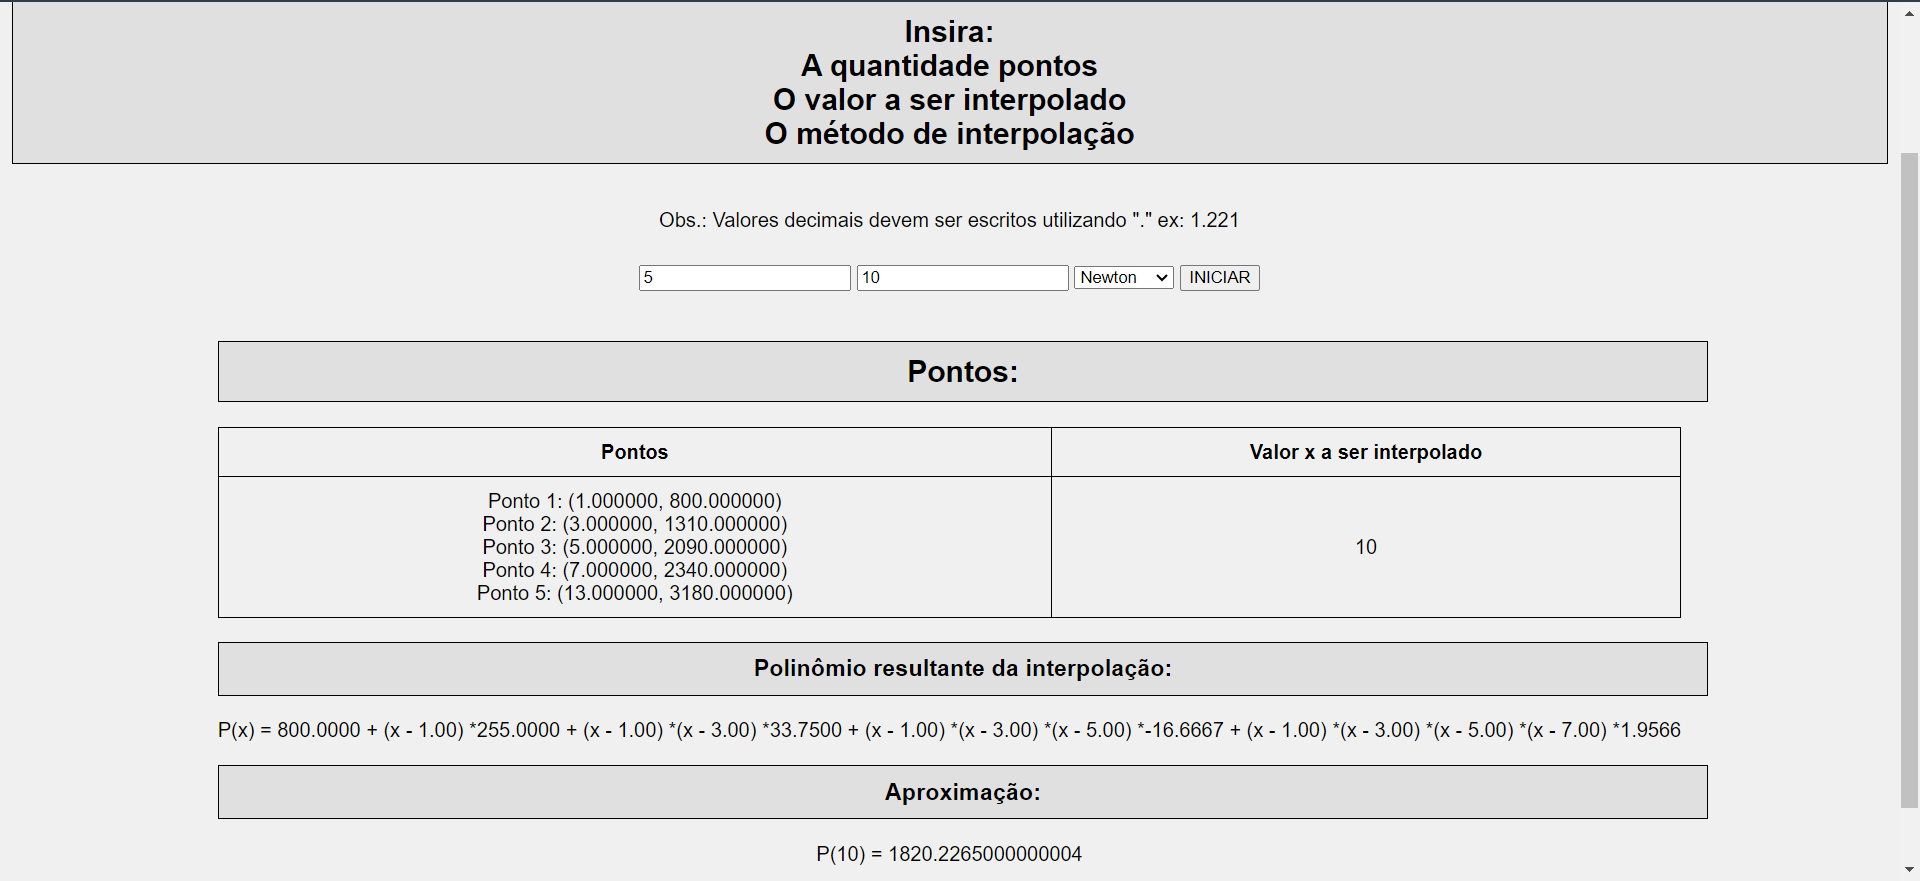 Insira:
A quantidade pontos
O valor a ser interpolado
O método de interpolação
Obs.: Valores decimais devem ser escritos utilizando "." ex: 1.221
5 10 Newton INICIAR
Pontos:
Pontos Valor x a ser interpolado
Ponto 1: (1.000000, 800.000000)
Ponto 2: (3.000000, 1310.000000)
Ponto 3: (5.000000, 2090.000000)
Ponto 4: (7.000000, 2340.000000)
Ponto 5: (13.000000, 3180.000000)
10
Polinômio resultante da interpolação:
P(x) = 800.0000 + (x - 1.00) *255.0000 + (x - 1.00) *(x - 3.00) *33.7500 + (x - 1.00) *(x - 3.00) *(x - 5.00) *-16.6667 + (x - 1.00) *(x - 3.00) *(x - 5.00) *(x - 7.00) *1.9566
Aproximação:
P(10) = 1820.2265000000004